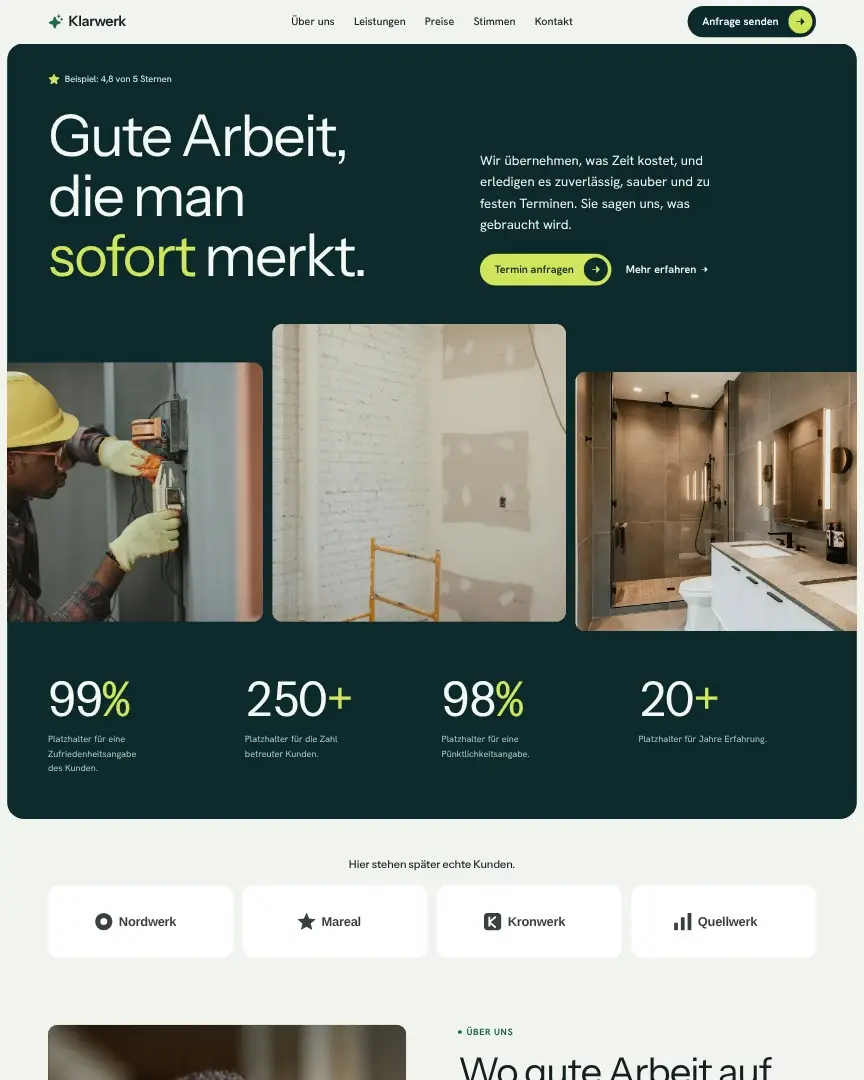 Klarwerk
Über uns
Leistungen
Preise
Stimmen
Kontakt
Anfrage senden
Beispiel: 4,8 von 5 Sternen
Gute Arbeit,
die man
sofort merkt.
Wir übernehmen, was Zeit kostet, und
erledigen es zuverlässig, sauber und zu
festen Terminen. Sie sagen uns, was
gebraucht wird.
Termin anfragen
Mehr erfahren
99%
Platzhalter für eine
Zufriedenheitsangabe
des Kunden.
250+
Platzhalter für die Zahl
betreuter Kunden.
98%
Platzhalter für eine
Pünktlichkeitsangabe.
20+
Platzhalter für Jahre Erfahrung.
Hier stehen später echte Kunden.
Nordwerk
Mareal
K Kronwerk
Quellwerk
ÜBER UNS
Wo gute Arbeit auf